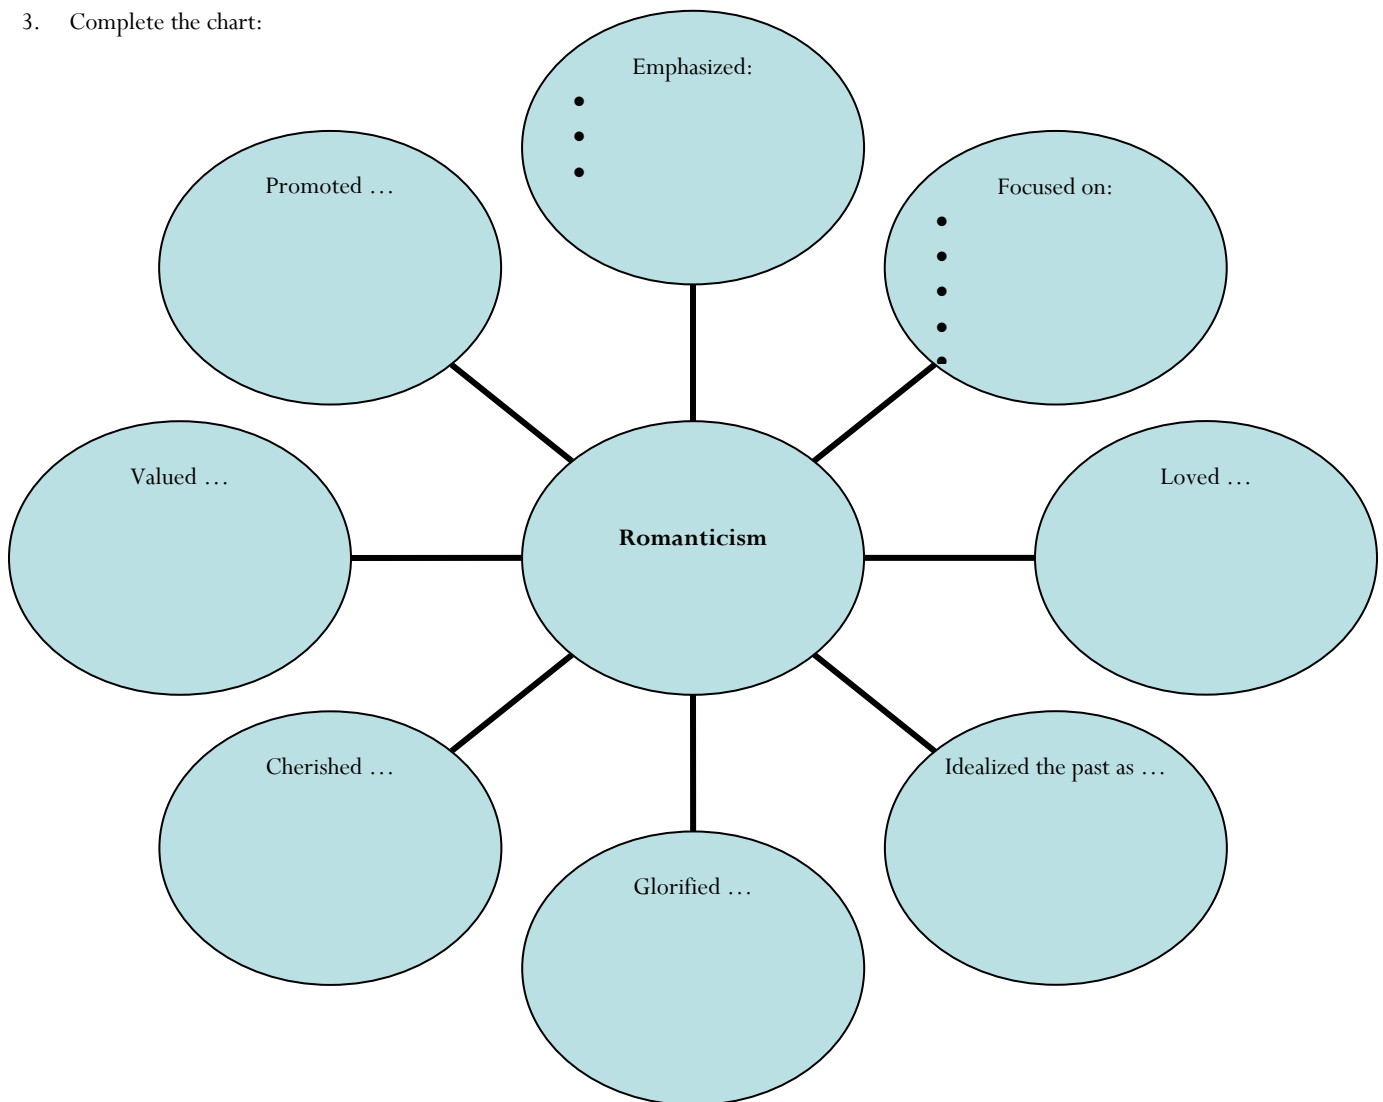 3. Complete the chart:
Emphasized:
•
•
•
Promoted …
Focused on:
•
•
•
•
•
Valued …
Romanticism
Loved …
Cherished …
Idealized the past as …
Glorified …